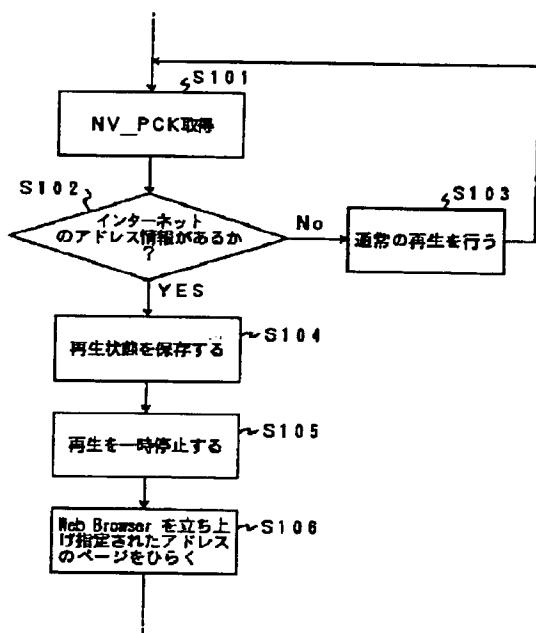 S101
NV_PCK取得
S102
インターネット
のアドレス情報があるか
?
No
S103
通常の再生を行う
YES
再生状態を保存する
S104
再生を一時停止する
S105
Web Browser を立ち上
げ指定されたアドレス
のページをひらく
S106